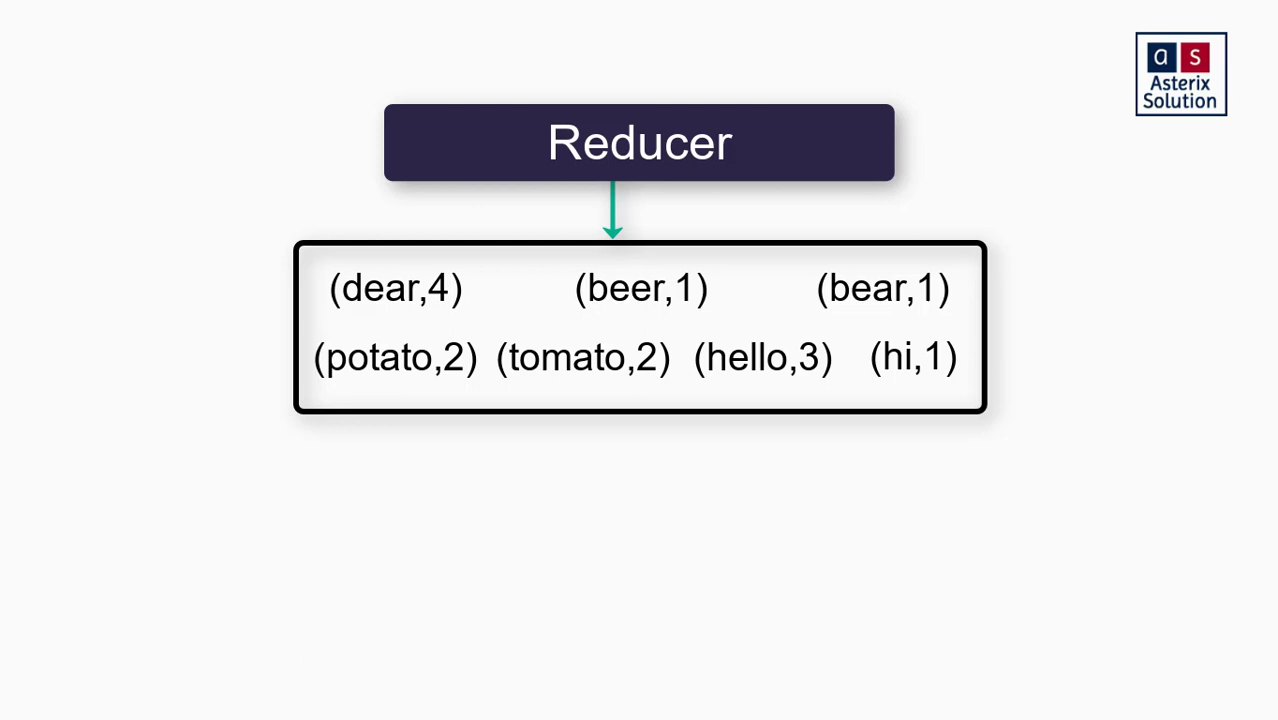 a s
Asterix
Solution
Reducer
(dear,4) (beer,1) (bear,1)
(potato,2) (tomato,2) (hello,3) (hi,1)